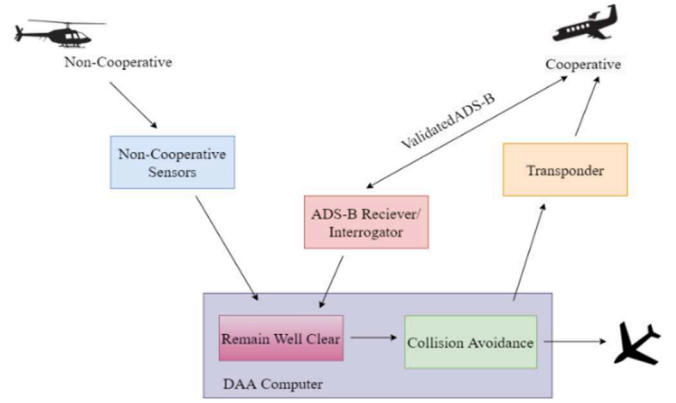 Non-Cooperative
Cooperative
ValidatedADS-B
Non-Cooperative
Sensors
Transponder
ADS-B Reciever/
Interrogator
Remain Well Clear
Collision Avoidance
DAA Computer